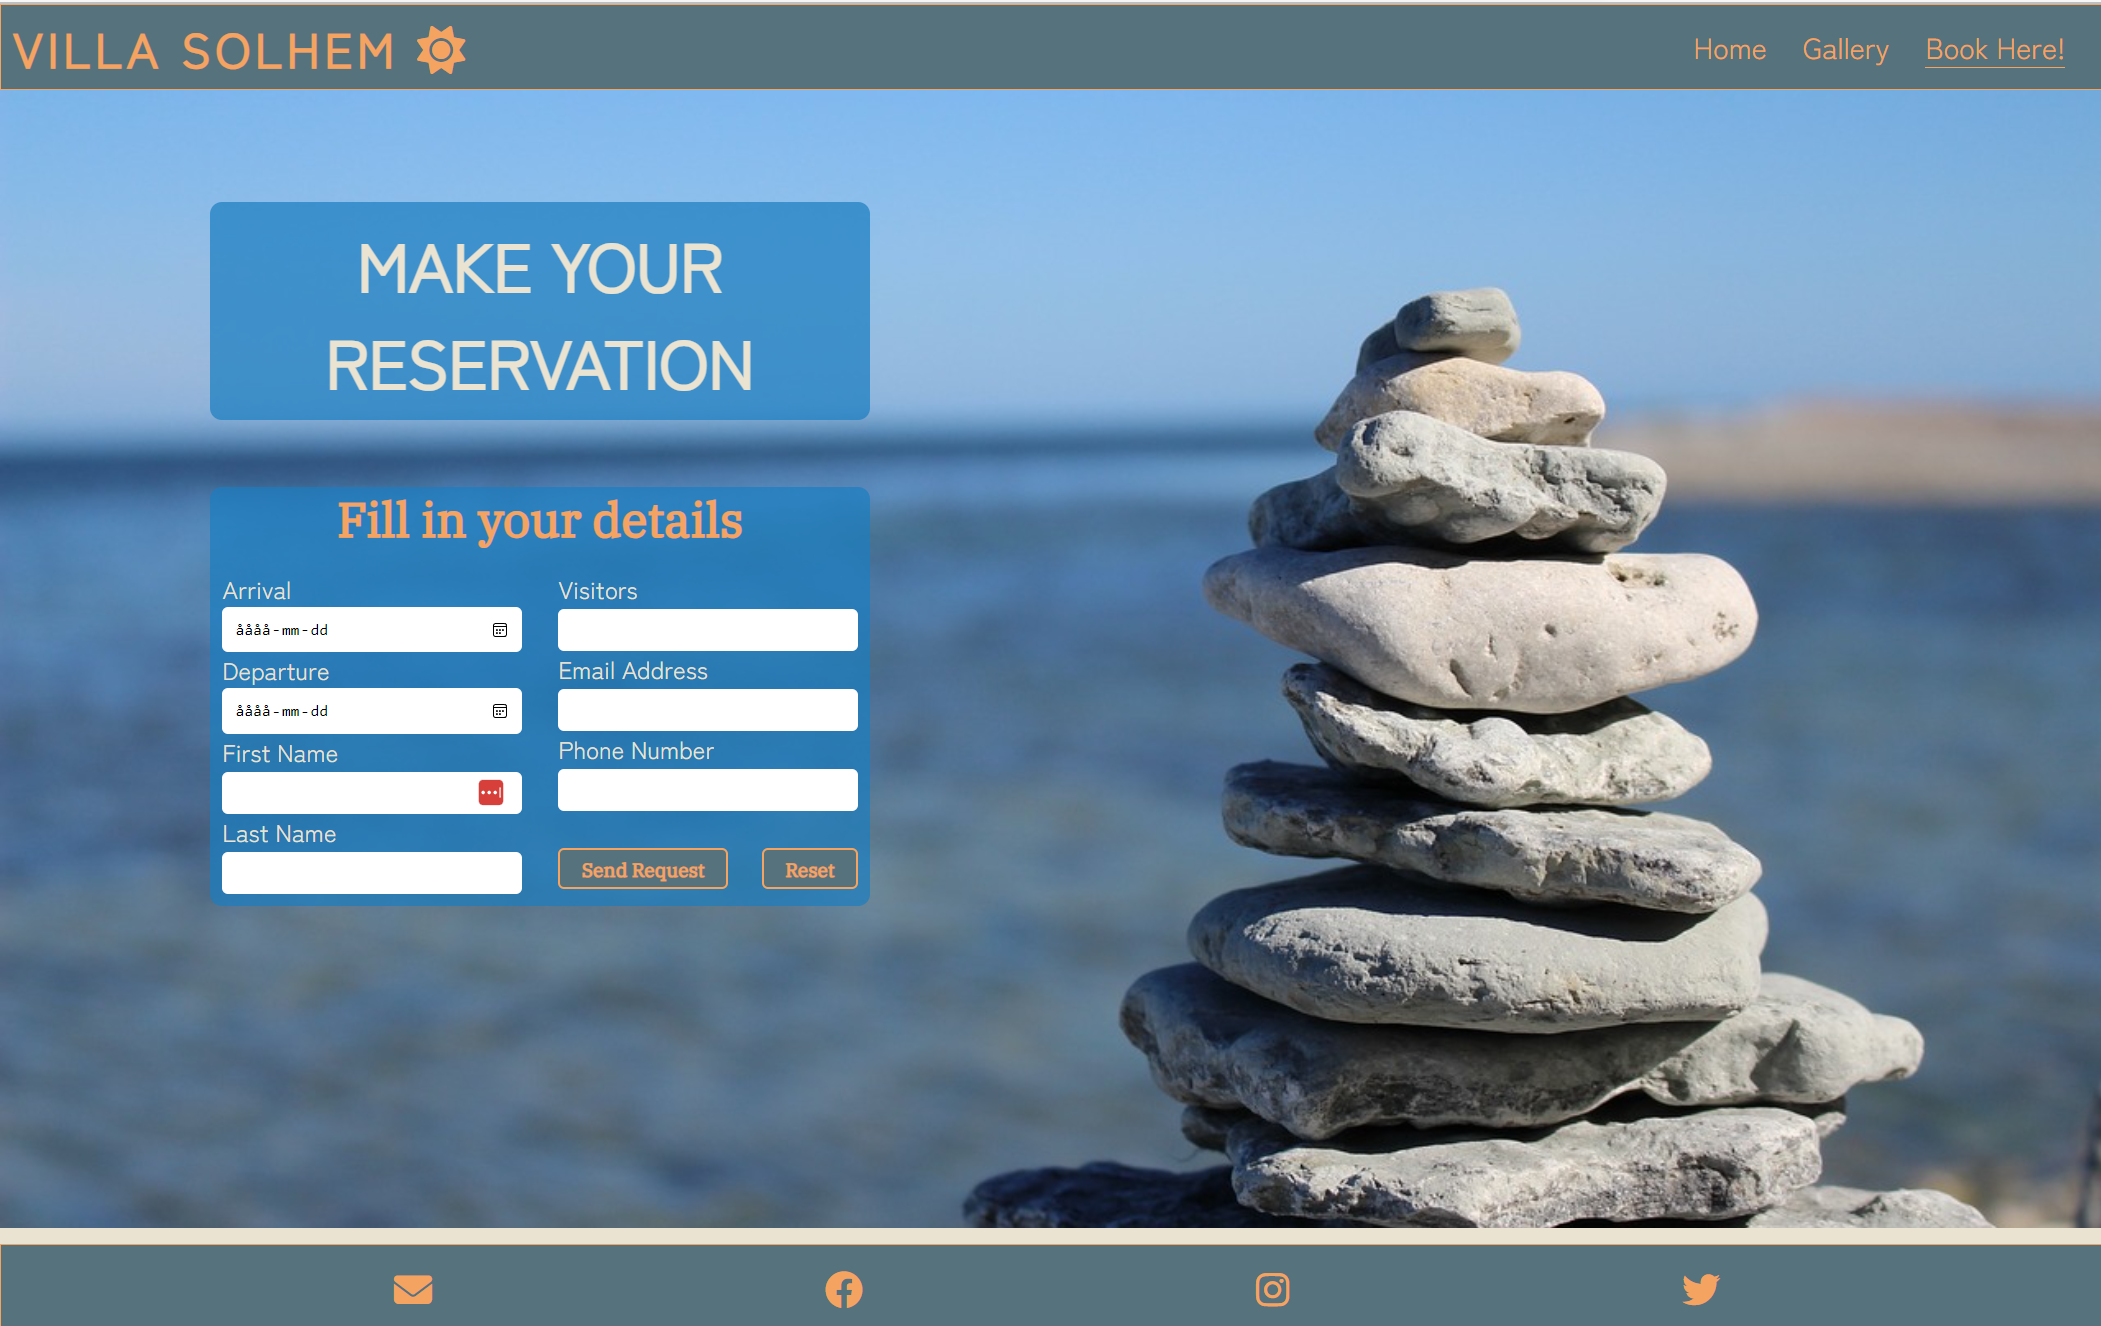 VILLA SOLHEM
Home Gallery Book Here!
MAKE YOUR
RESERVATION
Fill in your details
Arrival
åååå-mm-dd
Departure
åååå-mm-dd
First Name
Last Name
Visitors
Email Address
Phone Number
Send Request Reset